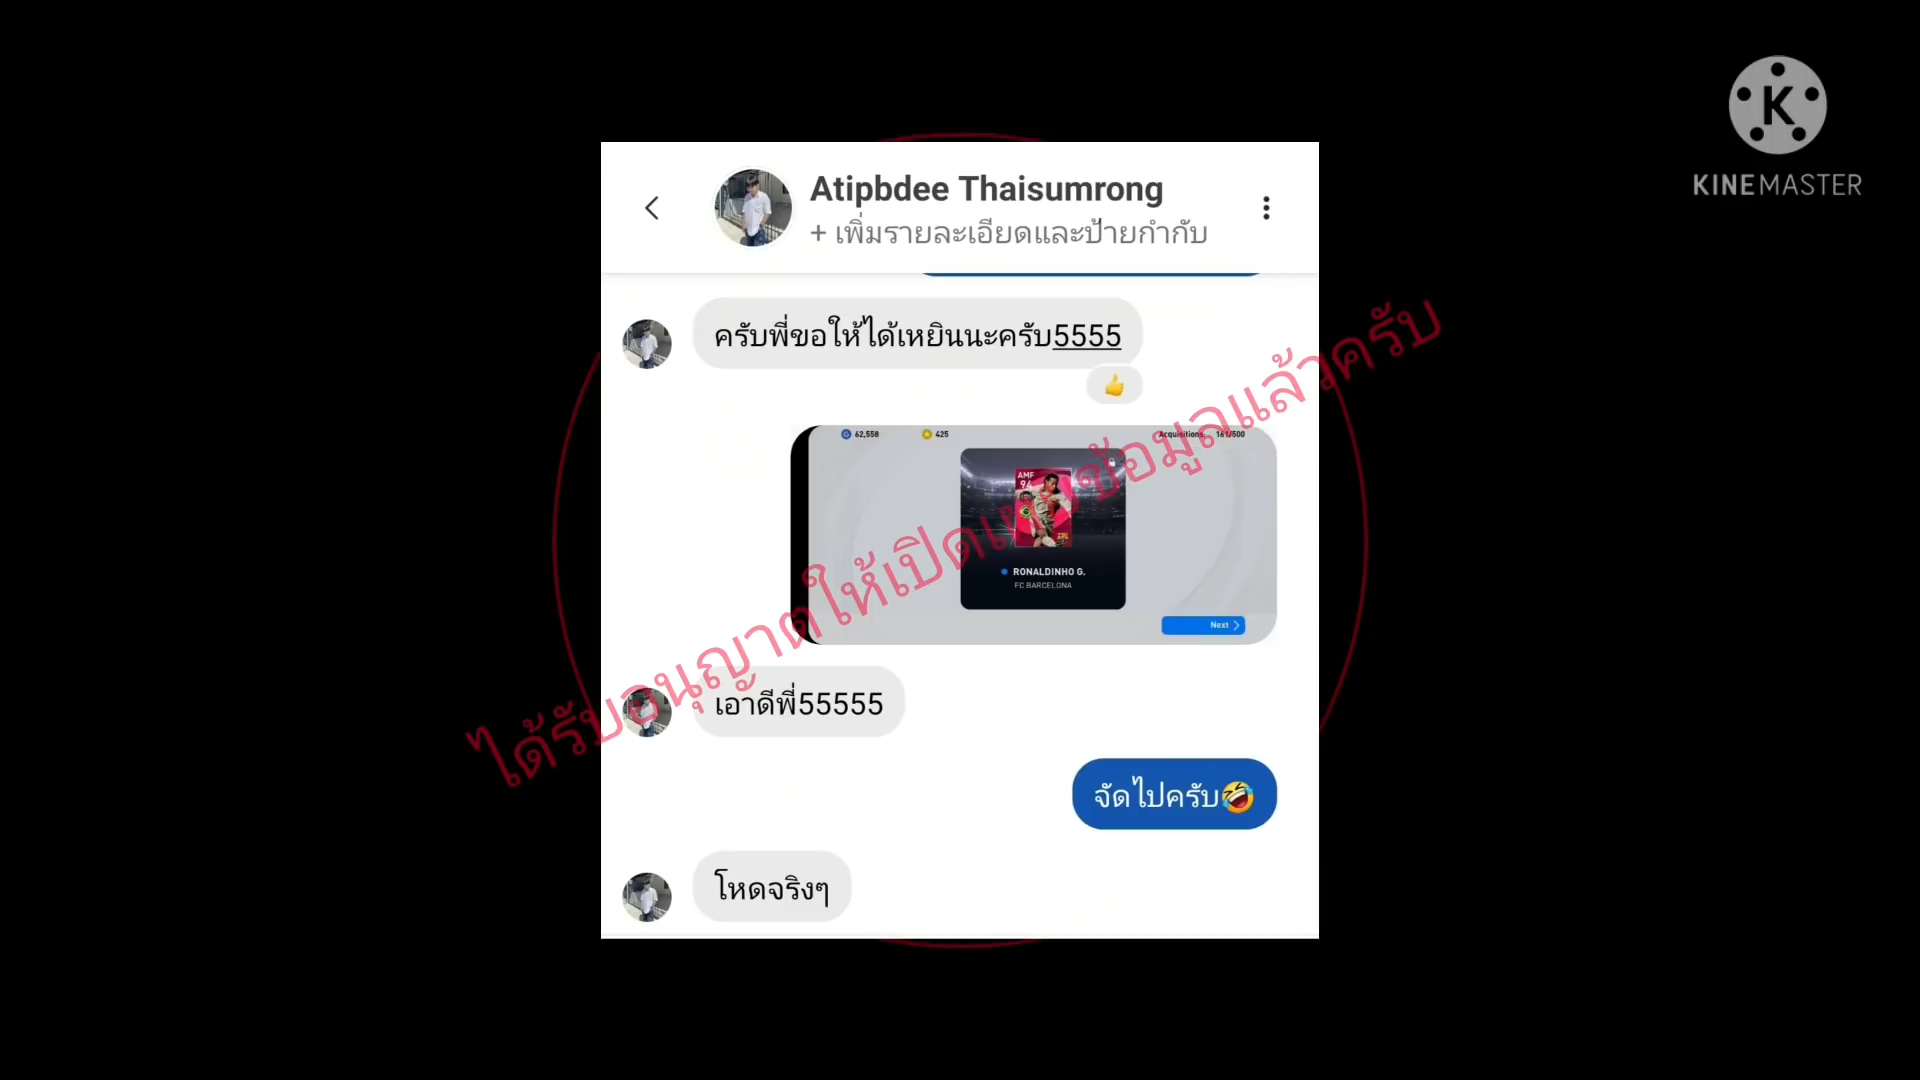 KINEMASTER
Atipbdee Thaisumrong
+ เพิ่มรายละเอียดและป้ายกำกับ
ครับพี่ขอให้ได้เหยินนะครับ5555
62,558
425
Acquisitions: 161/500
AMF
94
RONALDINHO G.
FC BARCELONA
Next
ได้รับอนุญาตให้เปิดเผยข้อมูลแล้วครับ
เอาดีพี่55555
จัดไปครับ🤣
โหดจริงๆ